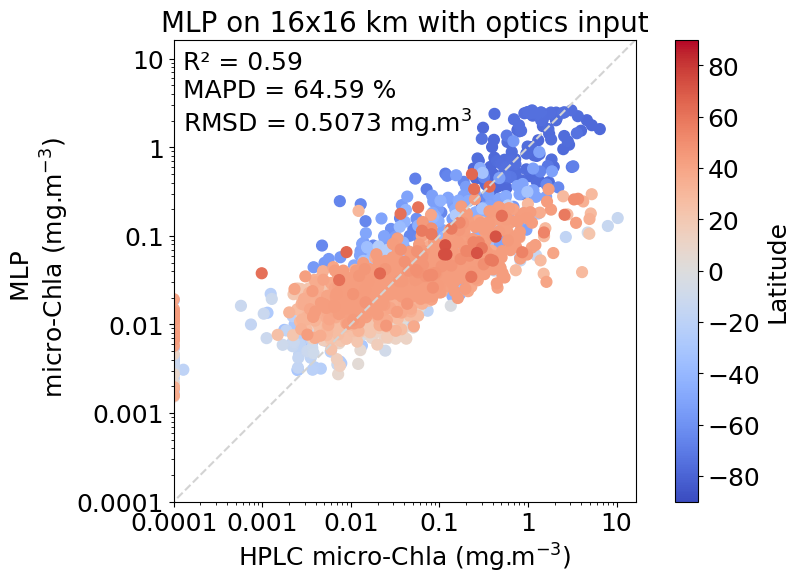 MLP on 16x16 km with optics input
R² = 0.59
MAPD = 64.59 %
RMSD = 0.5073 mg.m³
10
1
0.1
0.01
0.001
0.0001
MLP
micro-Chla (mg.m⁻³)
0.0001 0.001 0.01 0.1 1 10
HPLC micro-Chla (mg.m⁻³)
80
60
40
20
0
−20
−40
−60
−80
Latitude